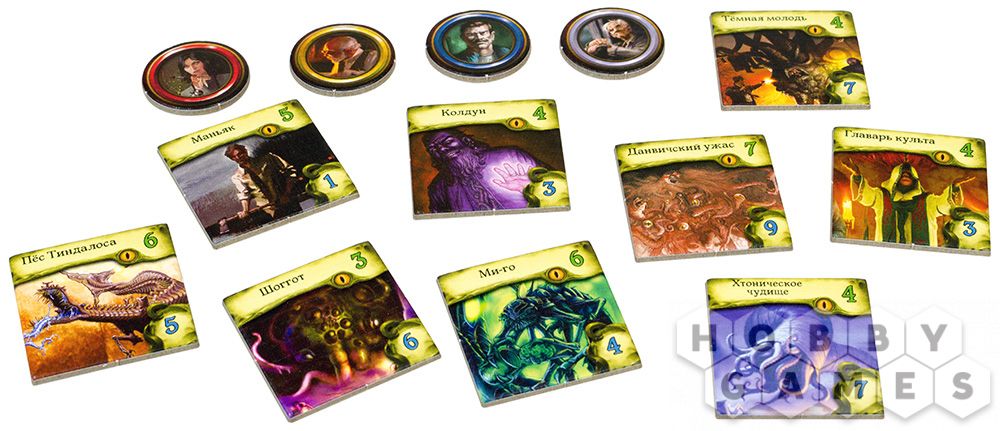 Тёмная молодь 4
7
Маньяк 5
1
Колдун 4
3
Данвичский ужас 7
9
Главарь культа 4
3
Пёс Тиндалоса 6
5
Шоггот 3
6
Ми-го 6
4
Хтоническое
чудище 4
7
HOBBY
GAMES